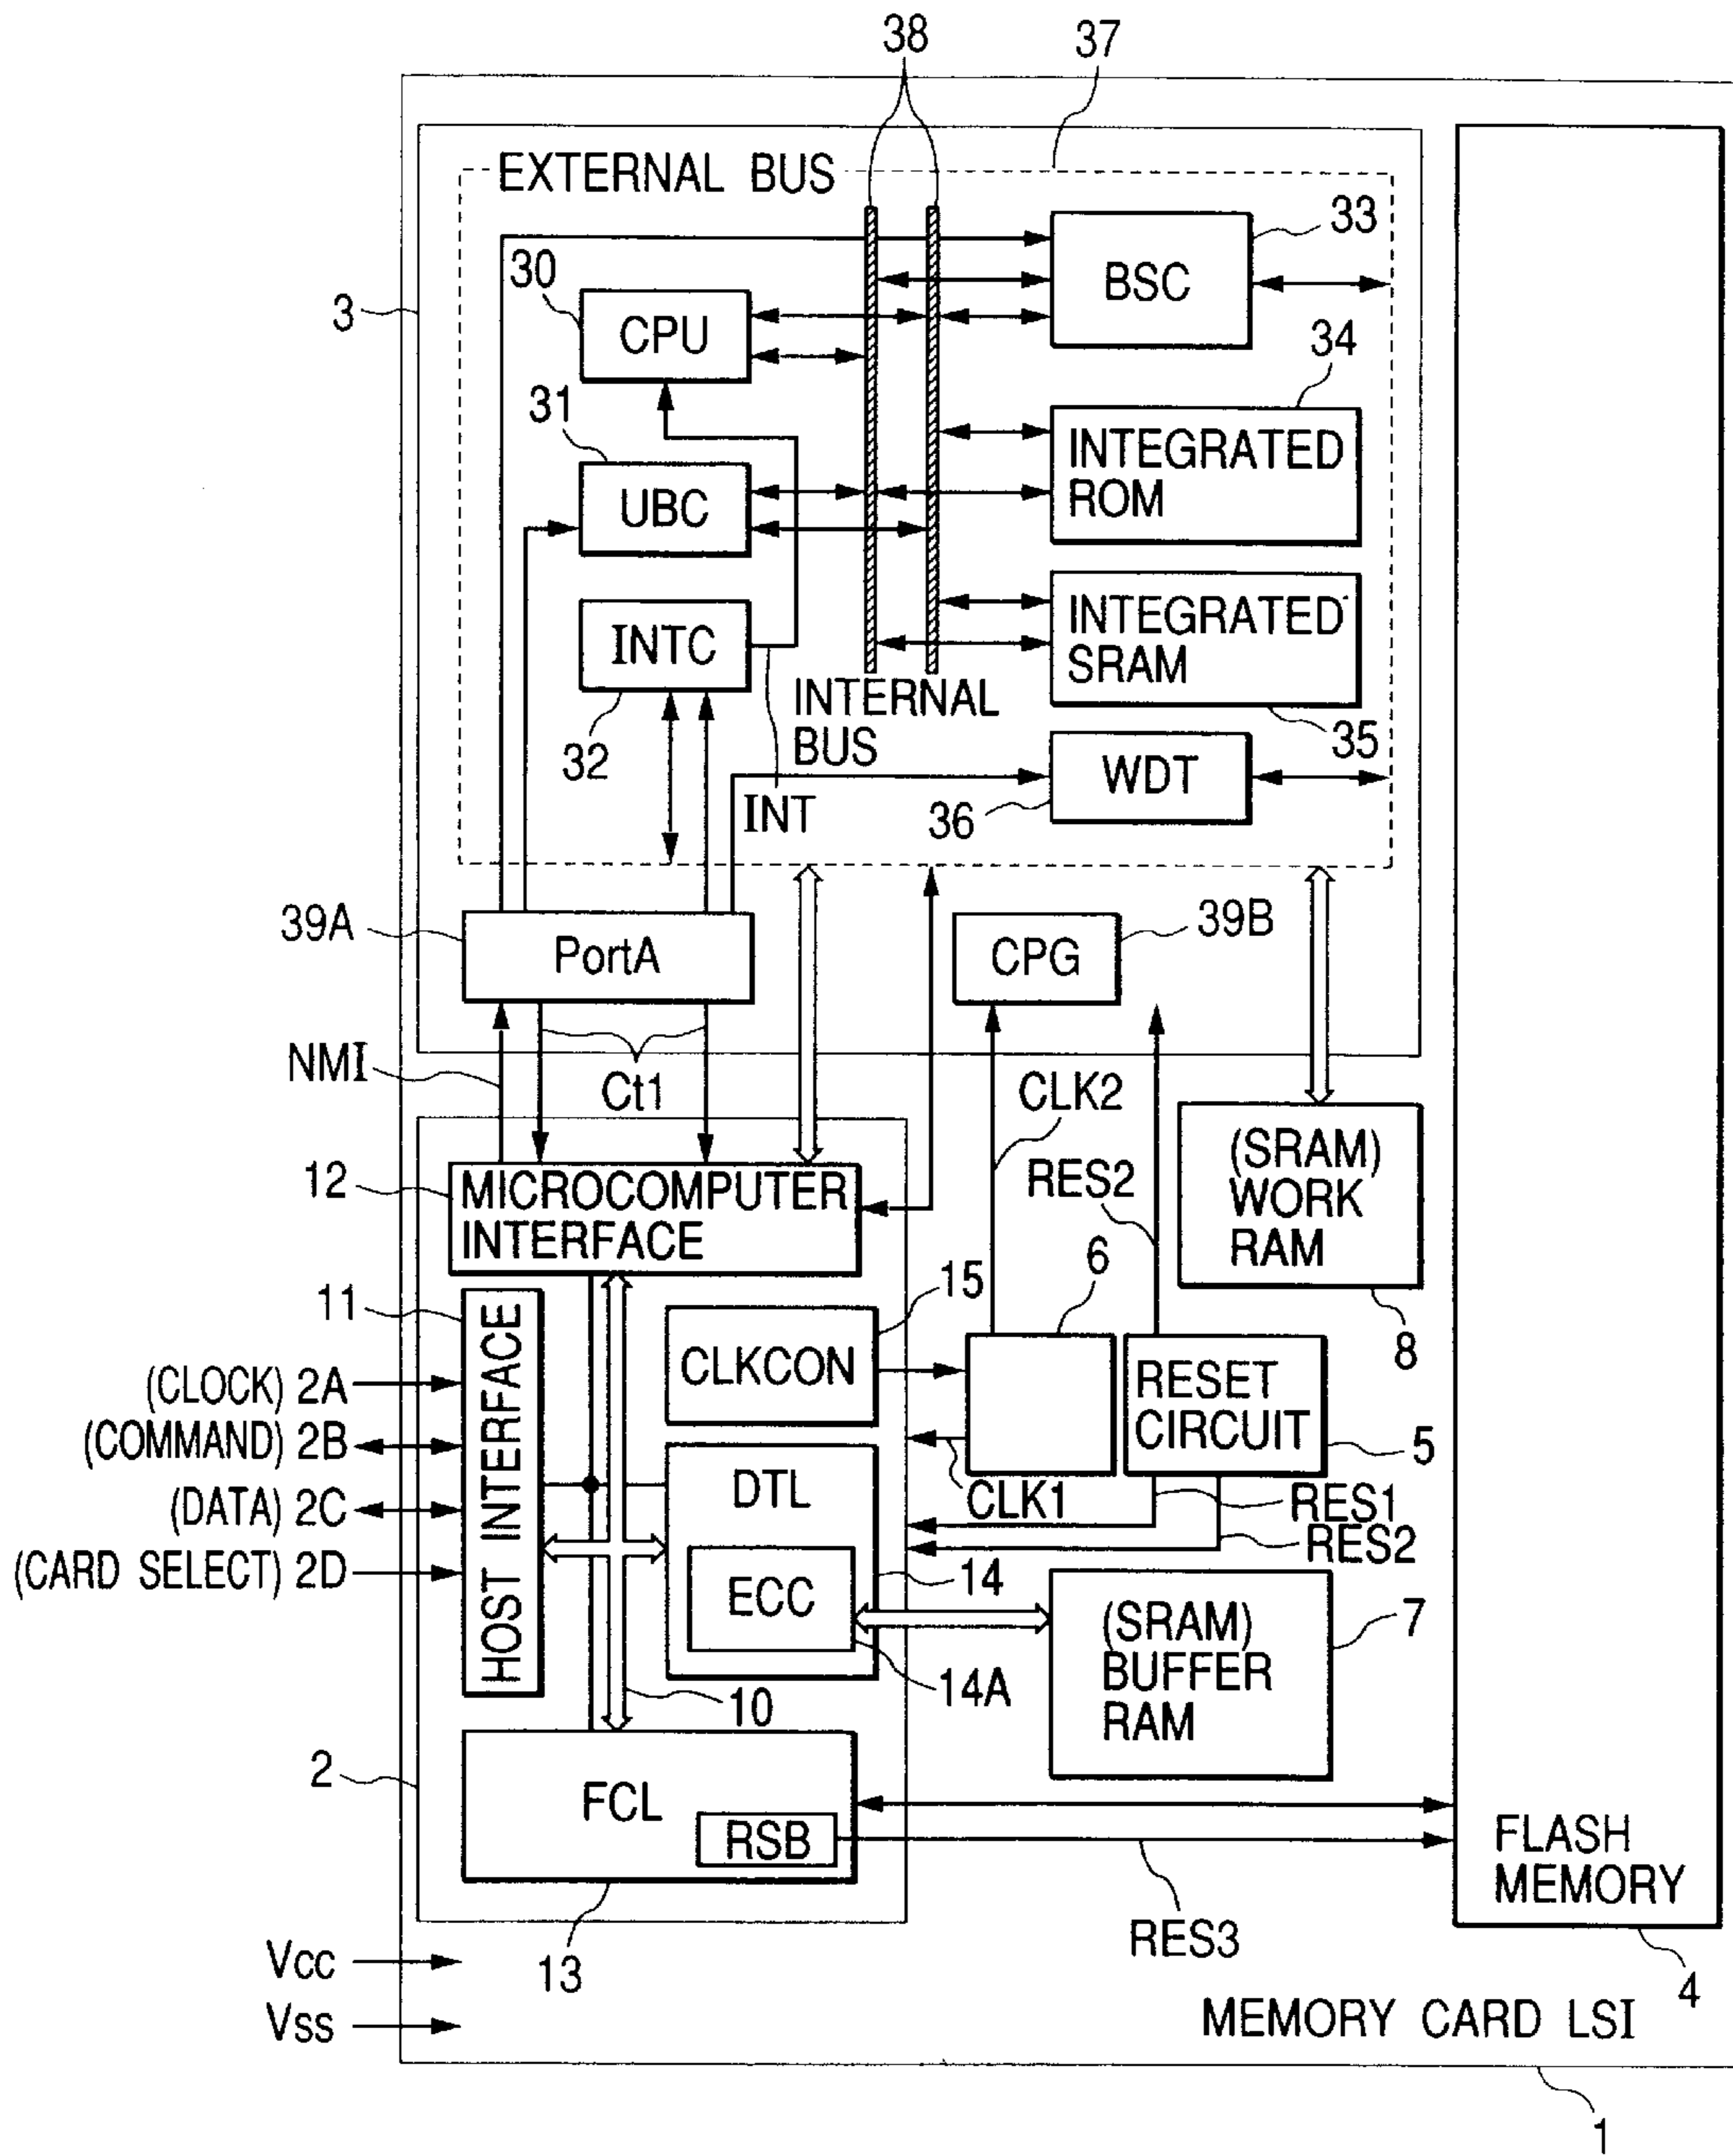 38
37
EXTERNAL BUS
33
BSC
30
3
CPU
34
31
INTEGRATED
ROM
UBC
INTEGRATED
SRAM
INTC
INTERNAL
BUS
32
35
WDT
INT
36
39A
PortA
39B
CPG
NMI
Ct1
CLK2
RES2
12
MICROCOMPUTER
INTERFACE
(SRAM)
WORK
RAM
6
11
15
8
HOST INTERFACE
CLKCON
RESET
CIRCUIT
(CLOCK) 2A
(COMMAND) 2B
5
DTL
CLK1
RES1
(DATA) 2C
RES2
(CARD SELECT) 2D
14
ECC
7
(SRAM)
BUFFER
RAM
14A
10
2
FCL
RSB
FLASH
MEMORY
RES3
13
Vcc
4
Vss
MEMORY CARD LSI
1